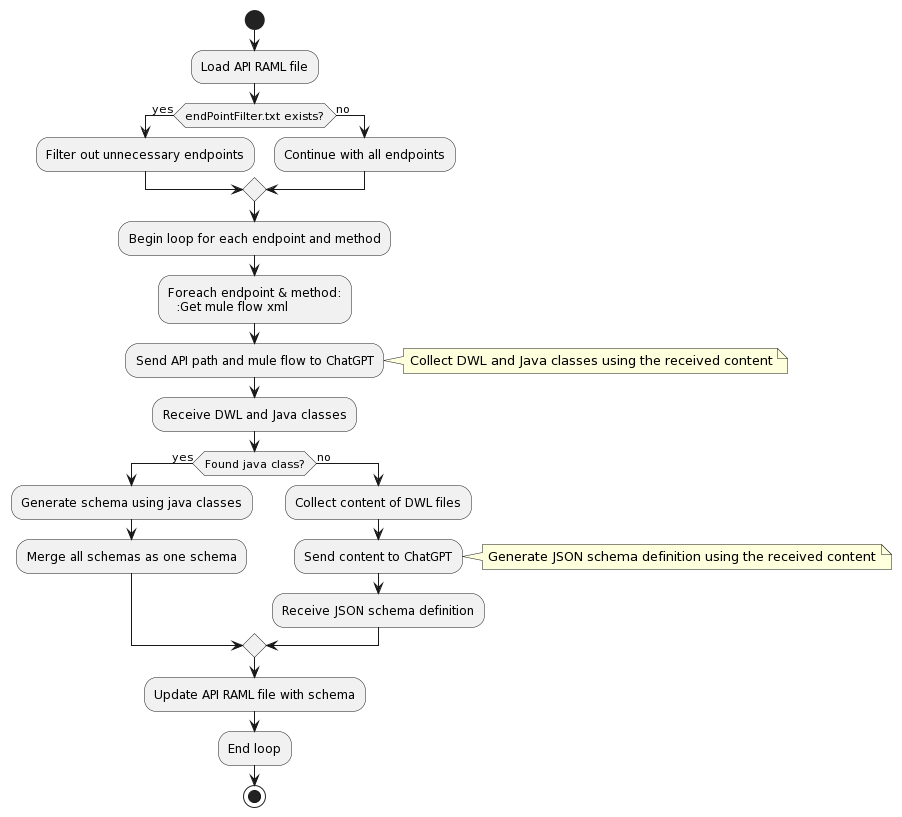 Load API RAML file
yes
endPointFilter.txt exists?
no
Filter out unnecessary endpoints
Continue with all endpoints
Begin loop for each endpoint and method
Foreach endpoint & method:
:Get mule flow xml
Send API path and mule flow to ChatGPT
Collect DWL and Java classes using the received content
Receive DWL and Java classes
yes
Found java class?
no
Generate schema using java classes
Collect content of DWL files
Merge all schemas as one schema
Send content to ChatGPT
Generate JSON schema definition using the received content
Receive JSON schema definition
Update API RAML file with schema
End loop